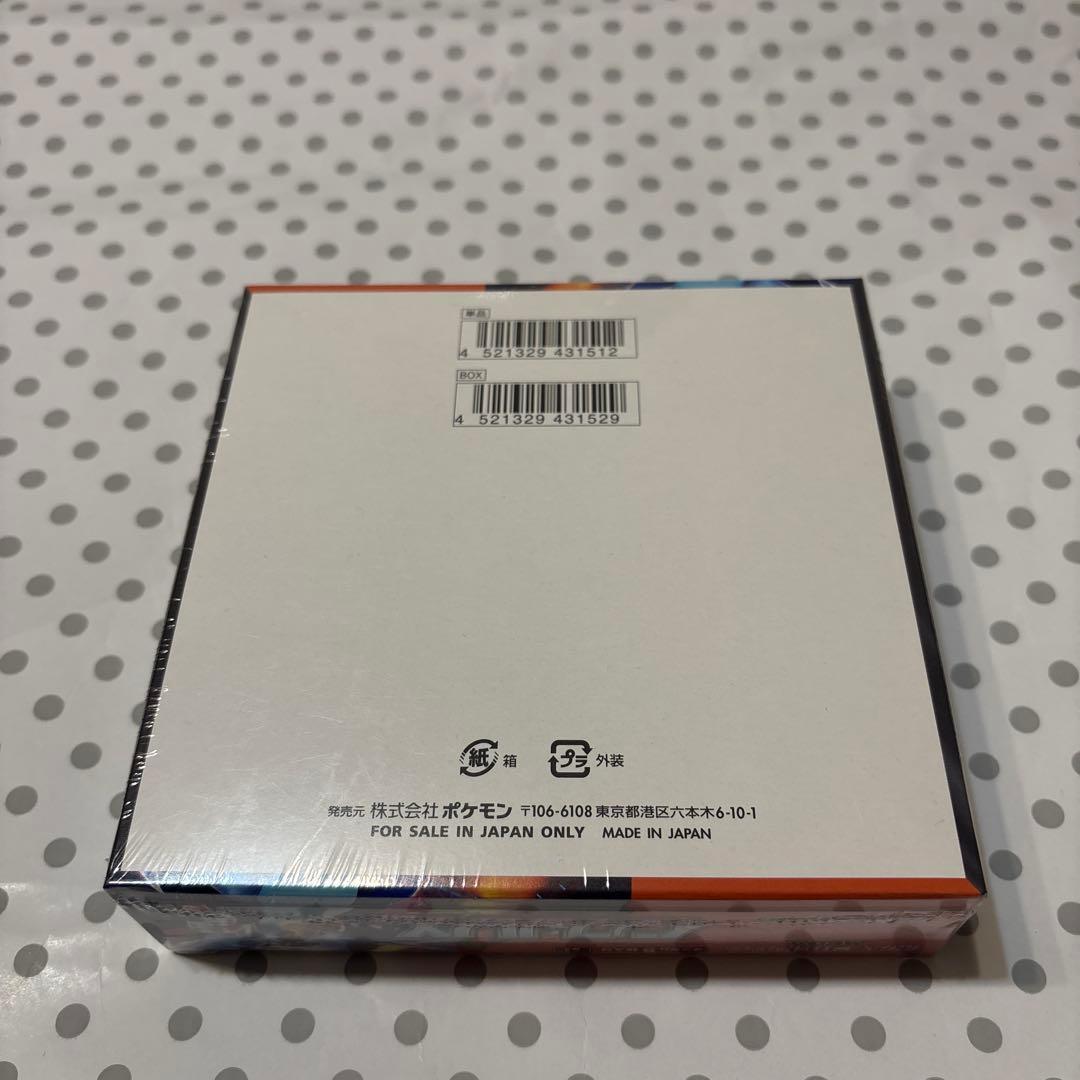 単品
4 521329 431512
BOX
4 521329 431529
紙 箱 プラ 外装
発売元 株式会社 ポケモン 〒106-6108 東京都港区六本木6-10-1
FOR SALE IN JAPAN ONLY MADE IN JAPAN